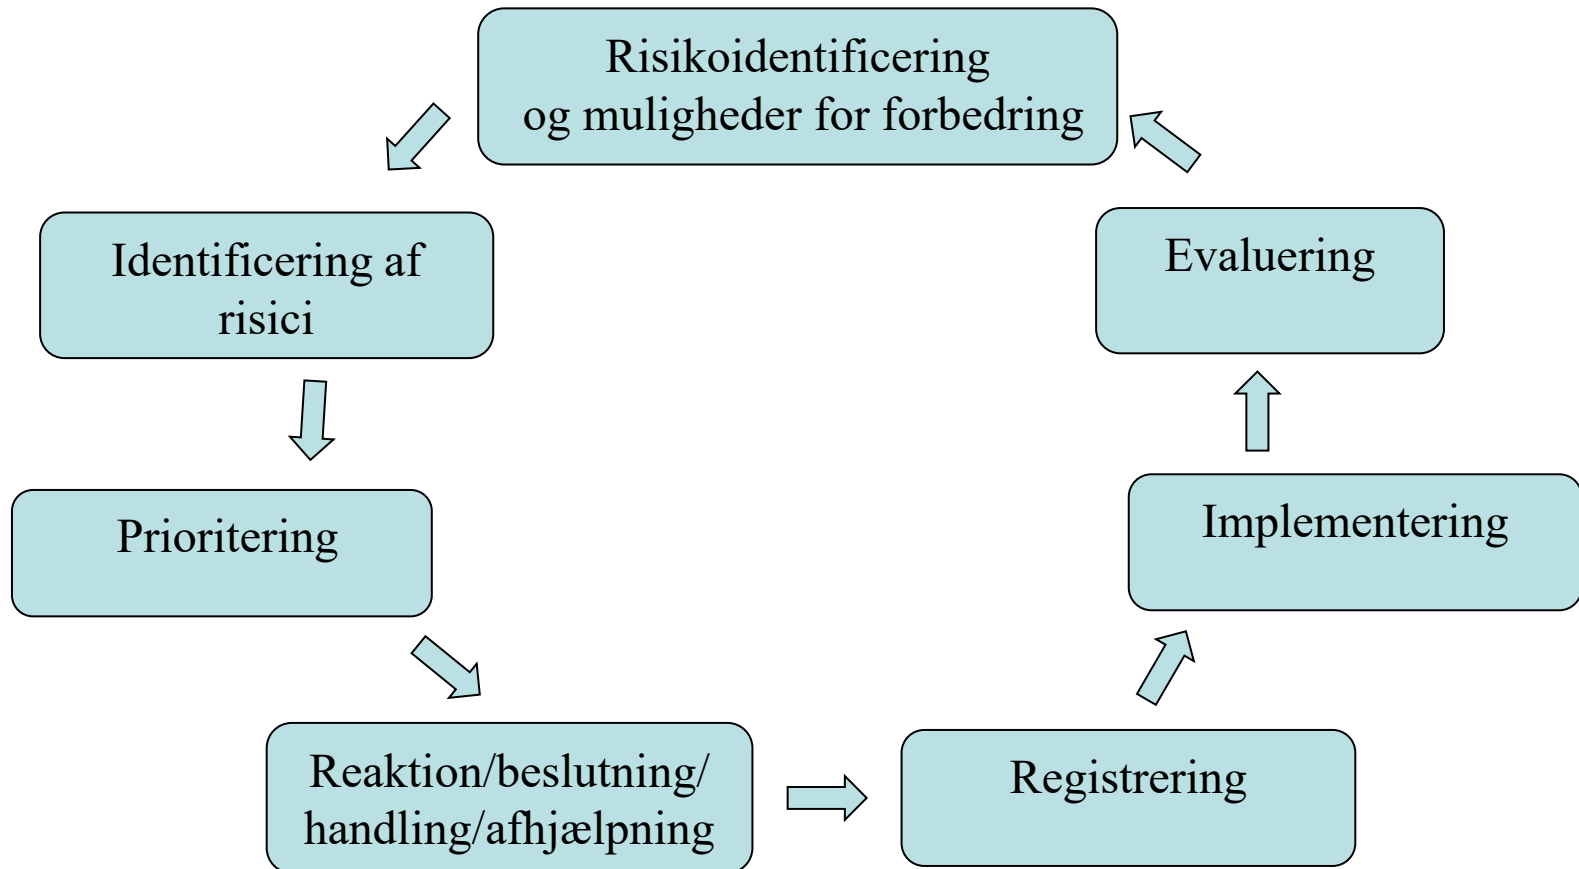 Risikoidentificering
og muligheder for forbedring
Identificering af
risici
Prioritering
Reaktion/beslutning/
handling/afhjælpning
Registrering
Implementering
Evaluering